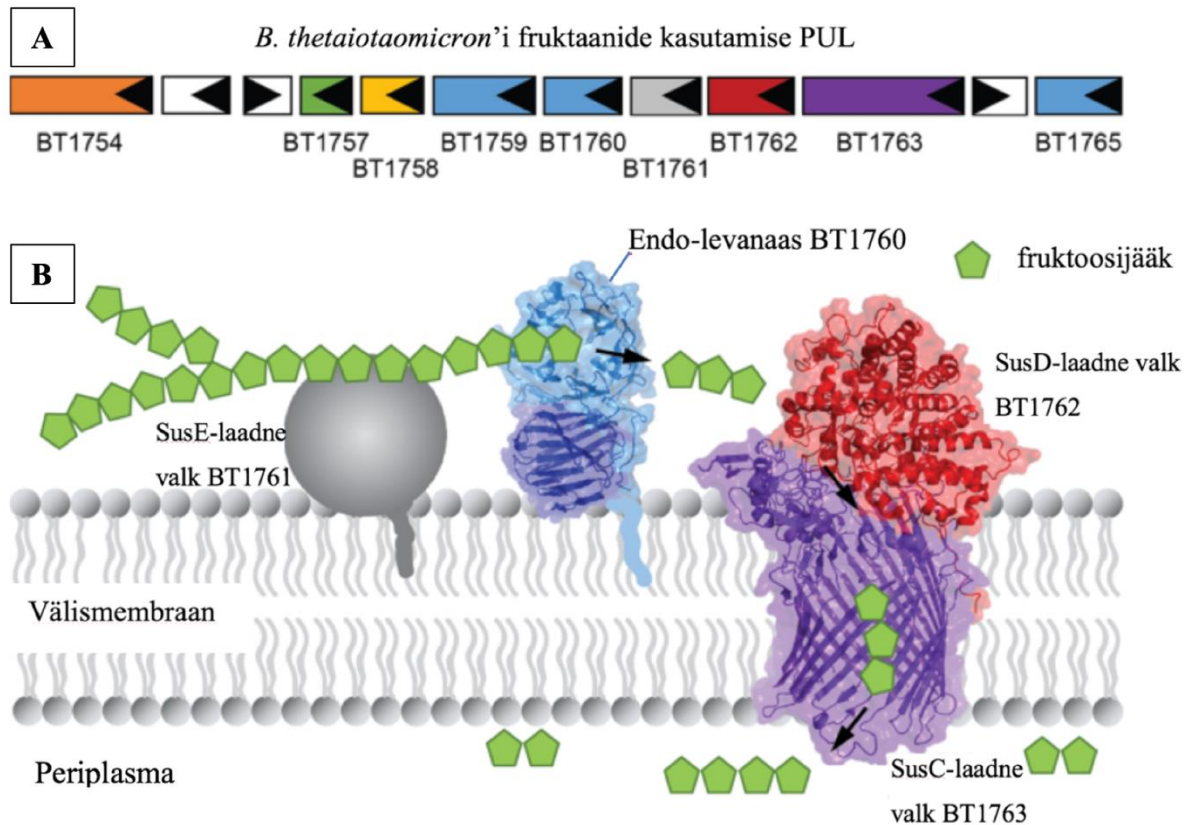 A
B. thetaiotaomicron’i fruktaanide kasutamise PUL
BT1754
BT1757
BT1758
BT1759
BT1760
BT1761
BT1762
BT1763
BT1765
B
Endo-levanaas BT1760
fruktoosijääk
SusD-laadne valk
BT1762
SusE-laadne
valk BT1761
Välismembraan
Periplasma
SusC-laadne
valk BT1763